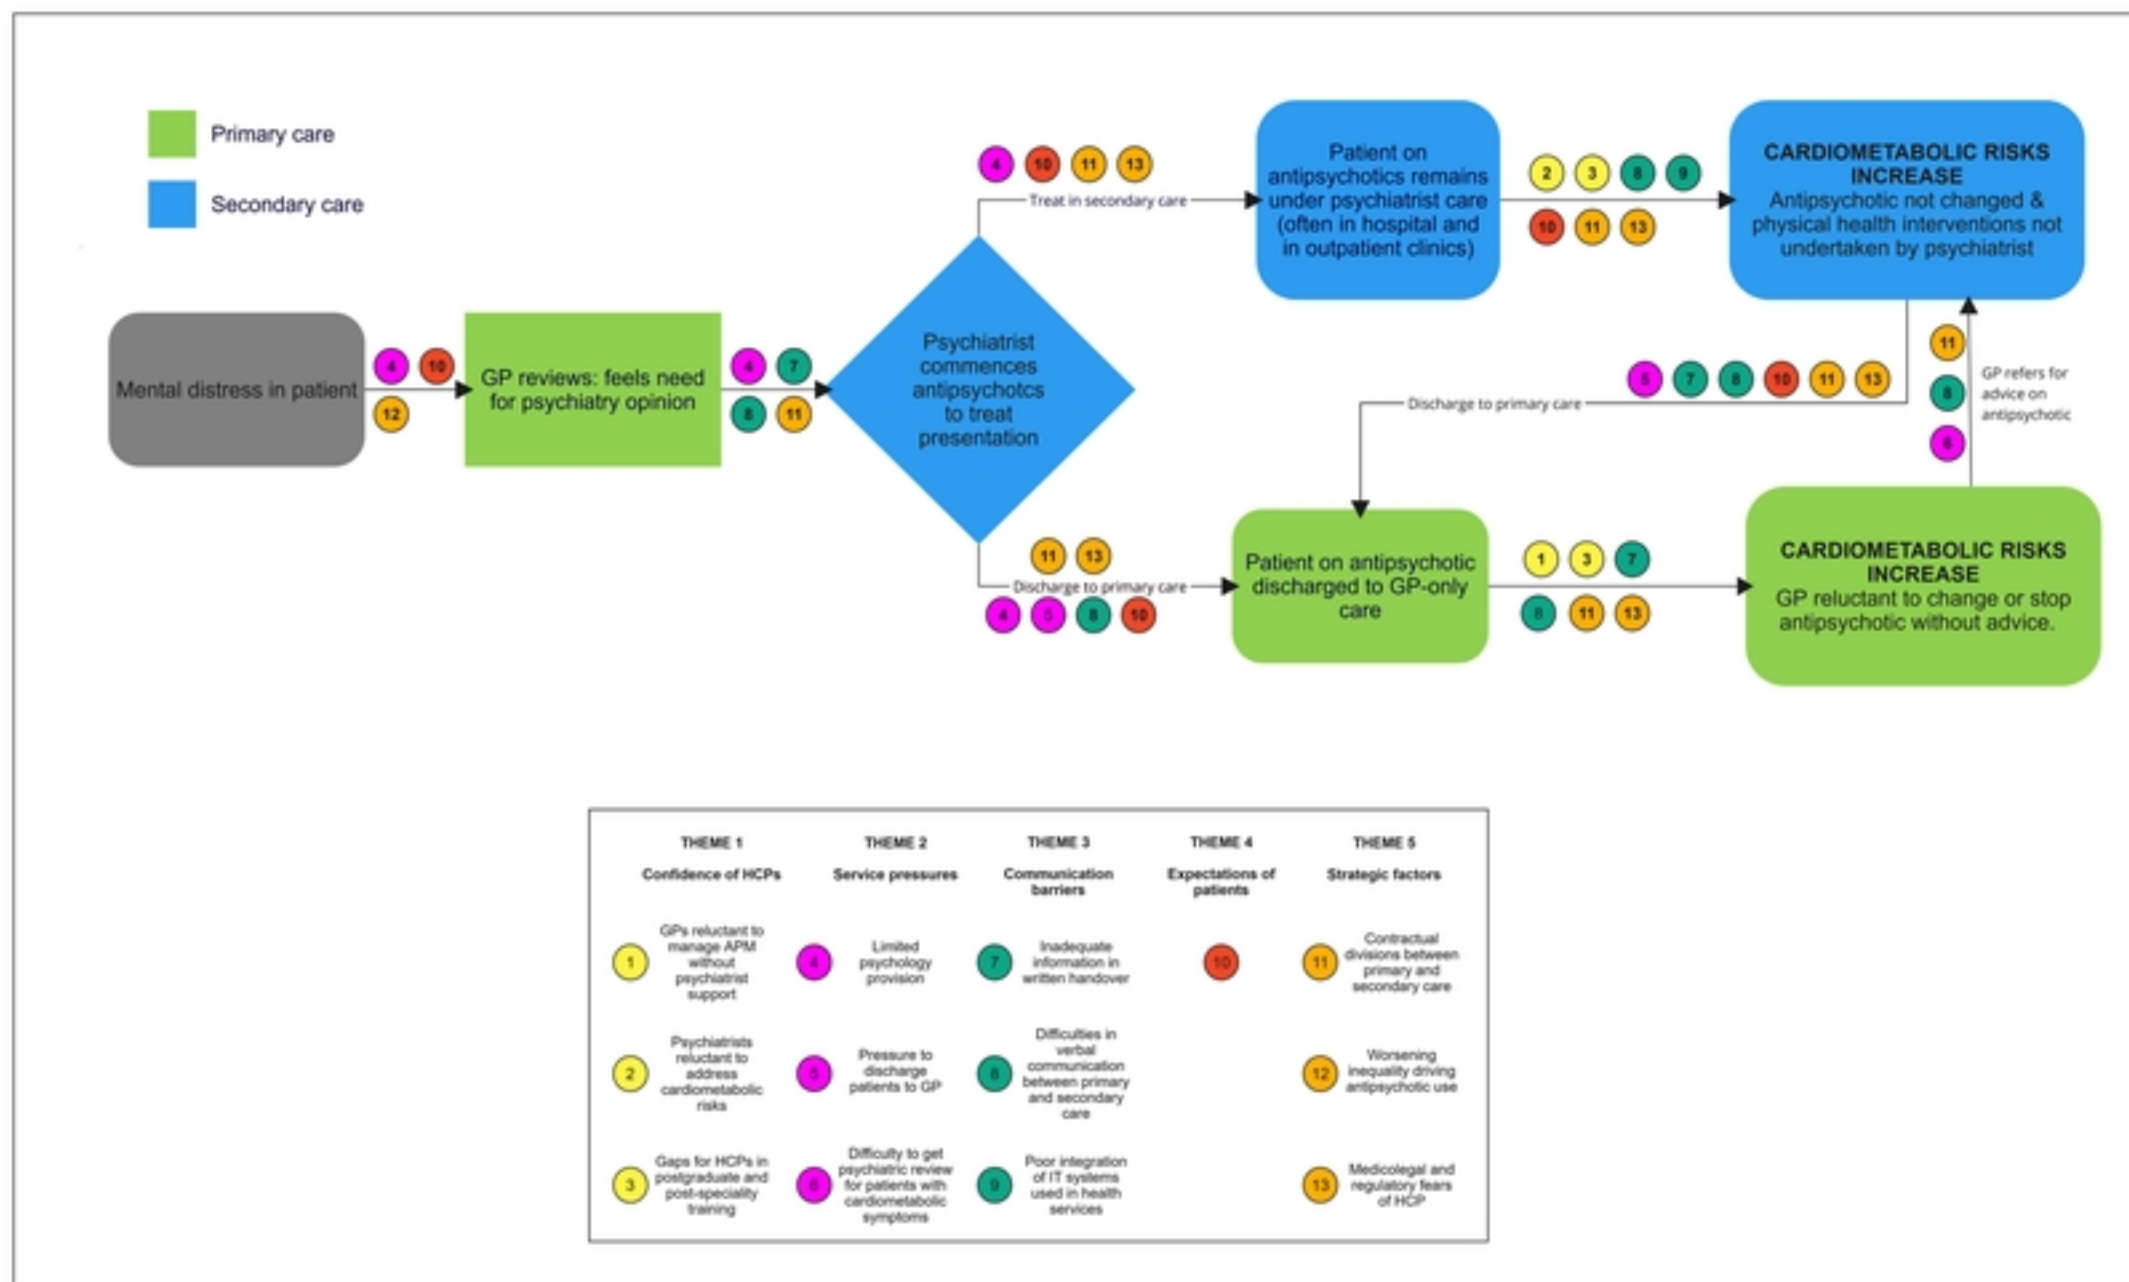 Primary care
Secondary care
4 10 11 13
Treat in secondary care
Patient on
antipsychotics remains
under psychiatrist care
(often in hospital and
in outpatient clinics)
2 3 8 9
10 11 13
CARDIOMETABOLIC RISKS
INCREASE
Antipsychotic not changed &
physical health interventions not
undertaken by psychiatrist
Mental distress in patient
4 10
12
GP reviews: feels need
for psychiatry opinion
4 7
8 11
Psychiatrist
commences
antipsychotcs
to treat
presentation
5 7 8 10 11 13
Discharge to primary care
11
8
6
GP refers for
advice on
antipsychotic
11 13
Discharge to primary care
4 5 8 10
Patient on antipsychotic
discharged to GP-only
care
1 3 7
8 11 13
CARDIOMETABOLIC RISKS
INCREASE
GP reluctant to change or stop
antipsychotic without advice.
THEME 1
Confidence of HCPs
1
GPs reluctant to
manage APM
without
psychiatrist
support
2
Psychiatrists
reluctant to
address
cardiometabolic
risks
3
Gaps for HCPs in
postgraduate and
post-speciality
training
THEME 2
Service pressures
4
Limited
psychology
provision
5
Pressure to
discharge
patients to GP
6
Difficulty to get
psychiatric review
for patients with
cardiometabolic
symptoms
THEME 3
Communication
barriers
7
Inadequate
information in
written handover
8
Difficulties in
verbal
communication
between primary
and secondary
care
9
Poor integration
of IT systems
used in health
services
THEME 4
Expectations of
patients
10
THEME 5
Strategic factors
11
Contractual
divisions between
primary and
secondary care
12
Worsening
inequality driving
antipsychotic use
13
Medicolegal and
regulatory fears
of HCP